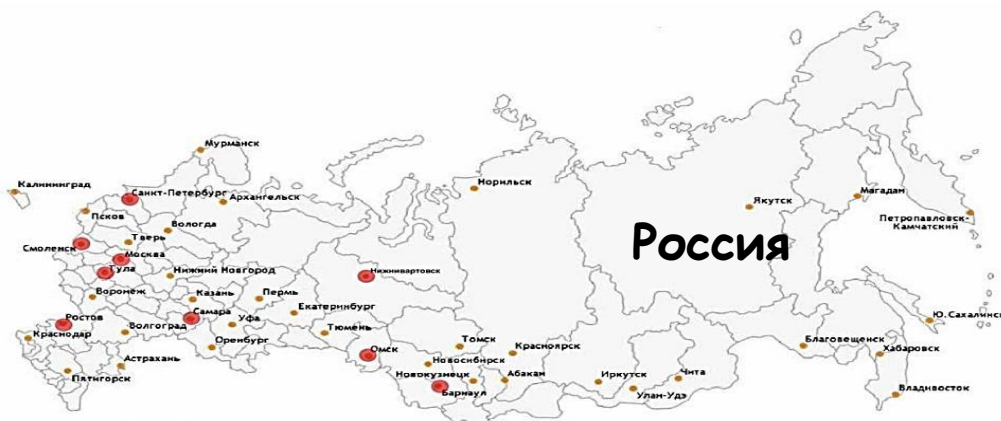 Мурманск
Калининград
Санкт-Петербург
Архангельск
Норильск
Магадан
Якутск
Псков
Петропавловск-
Камчатский
Вологда
Россия
Смоленск
Тверь
Москва
Тула
Нижний Новгород
Нижнивартовск
Воронеж
Казань
Пермь
Екатеринбург
Ростов
Самара
Уфа
Ю. Сахалинск
Краснодар
Волгоград
Тюмень
Оренбург
Томск
Благовещенск
Омск
Красноярск
Хабаровск
Астрахань
Новосибирск
Пятигорск
Новокузнецк
Абакан
Иркутск
Чита
Барнаул
Улан-Удэ
Владивосток